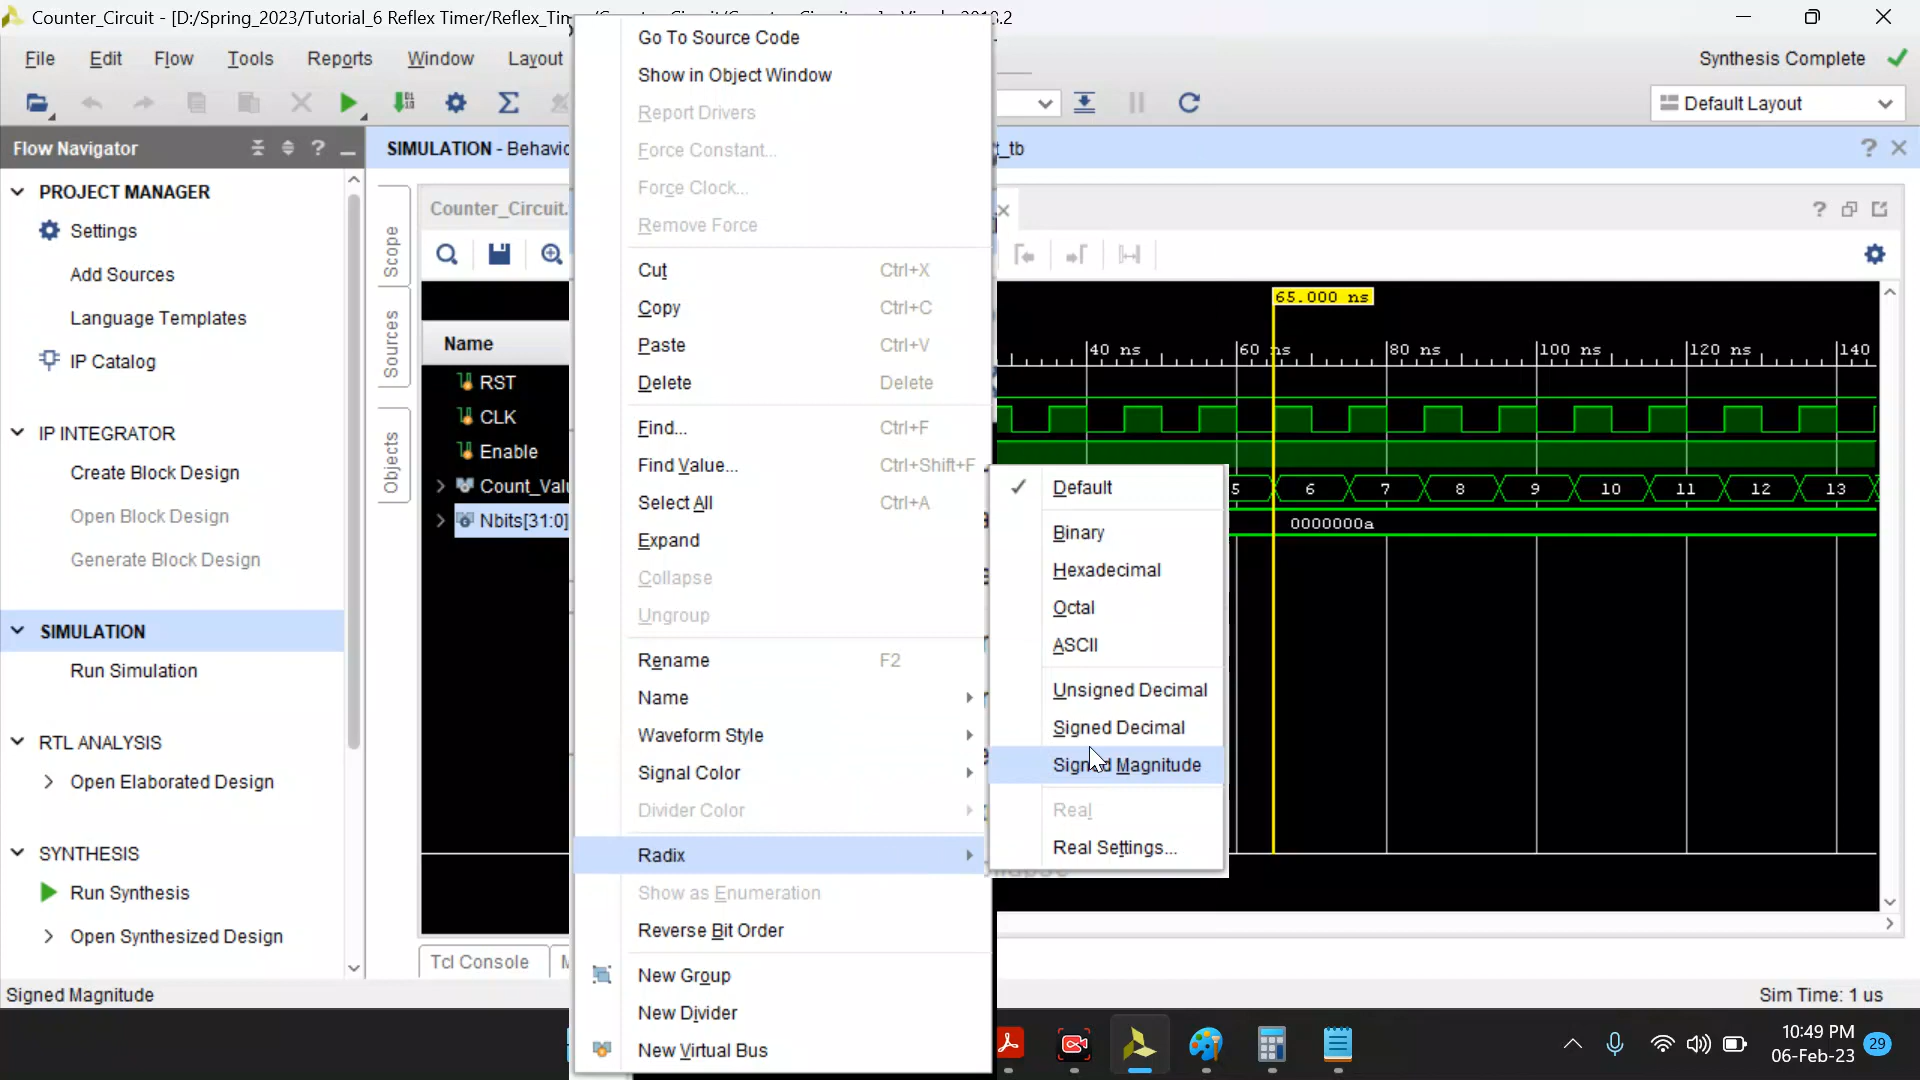 Counter_Circuit - [D:/Spring_2023/Tutorial_6 Reflex Timer/Reflex_Tim
File Edit Flow Tools Reports Window Layout
Synthesis Complete
Default Layout
Flow Navigator
SIMULATION - Behavio
t_tb
PROJECT MANAGER
Settings
Add Sources
Language Templates
IP Catalog
IP INTEGRATOR
Create Block Design
Open Block Design
Generate Block Design
SIMULATION
Run Simulation
RTL ANALYSIS
Open Elaborated Design
SYNTHESIS
Run Synthesis
Open Synthesized Design
Signed Magnitude
Scope
Sources
Objects
Counter_Circuit.
Name
RST
CLK
Enable
Count_Valu
Nbits[31:0]
Tcl Console
Go To Source Code
Show in Object Window
Report Drivers
Force Constant...
Force Clock...
Remove Force
Cut Ctrl+X
Copy Ctrl+C
Paste Ctrl+V
Delete Delete
Find... Ctrl+F
Find Value... Ctrl+Shift+F
Select All Ctrl+A
Expand
Collapse
Ungroup
Rename F2
Name
Waveform Style
Signal Color
Divider Color
Radix
Show as Enumeration
Reverse Bit Order
New Group
New Divider
New Virtual Bus
Default
Binary
Hexadecimal
Octal
ASCII
Unsigned Decimal
Signed Decimal
Signed Magnitude
Real
Real Settings...
65.000 ns
40 ns 60 ns 80 ns 100 ns 120 ns 140
5 6 7 8 9 10 11 12 13
0000000a
Sim Time: 1 us
10:49 PM
06-Feb-23
29